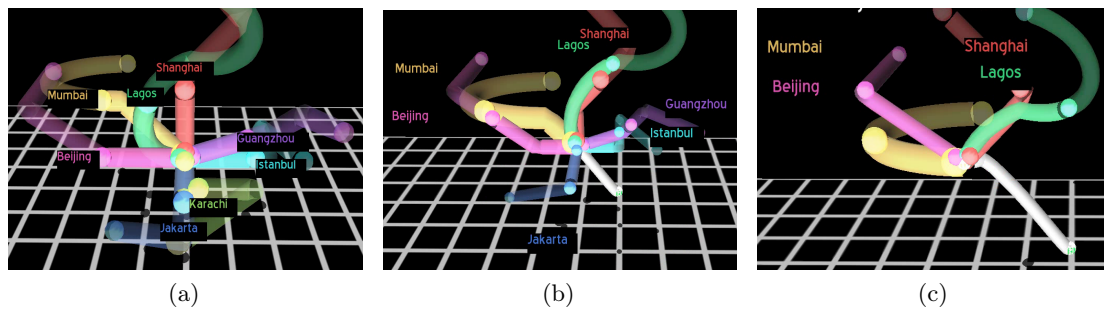 Shanghai
Mumbai
Lagos
Guangzhou
Beijing
Istanbul
Karachi
Jakarta
(a)
Shanghai
Lagos
Mumbai
Guangzhou
Beijing
Istanbul
Jakarta
(b)
Mumbai
Shanghai
Lagos
Beijing
(c)